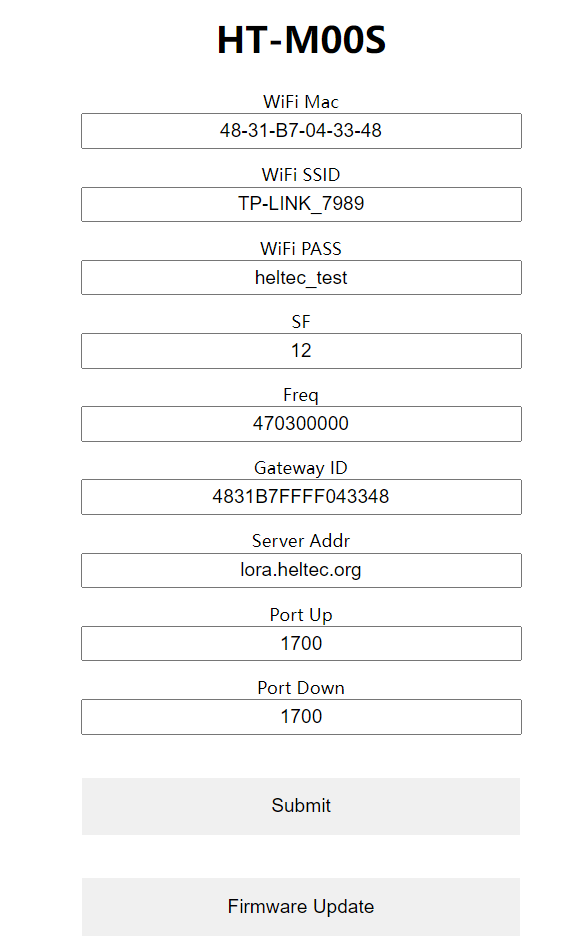 HT-M00S
WiFi Mac
48-31-B7-04-33-48
WiFi SSID
TP-LINK_7989
WiFi PASS
heltec_test
SF
12
Freq
470300000
Gateway ID
4831B7FFFF043348
Server Addr
lora.heltec.org
Port Up
1700
Port Down
1700
Submit
Firmware Update